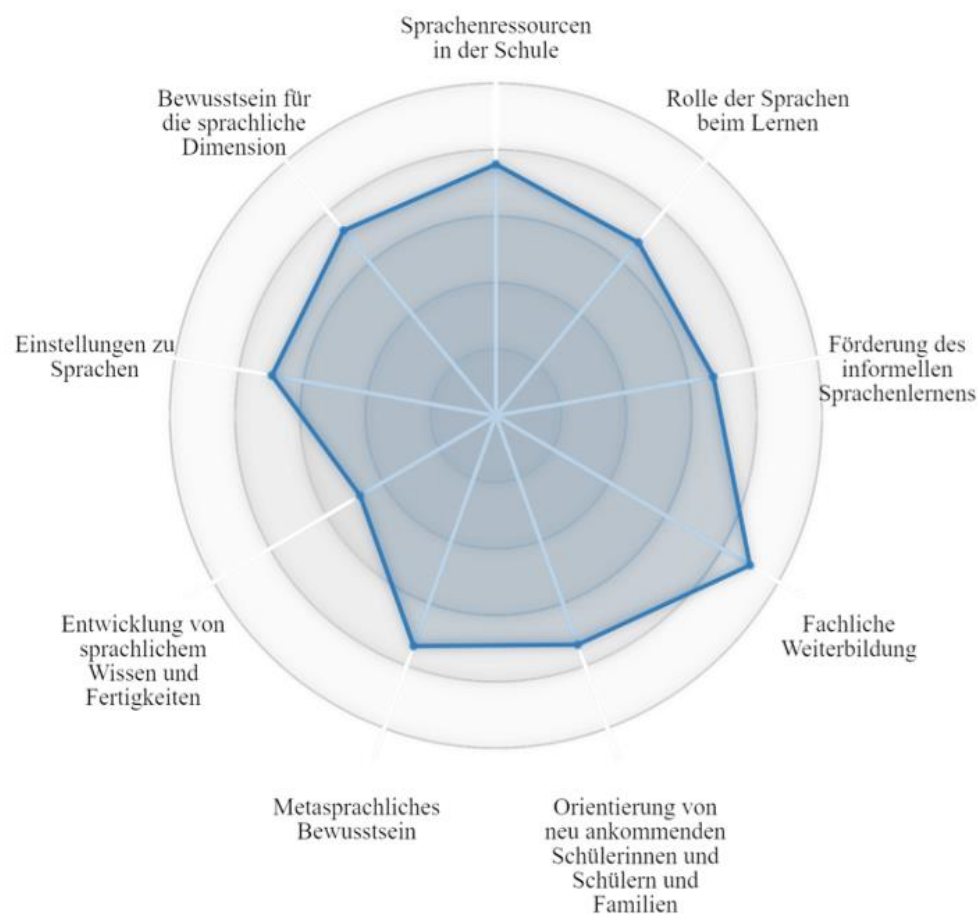 Sprachenressourcen
in der Schule
Rolle der Sprachen
beim Lernen
Förderung des
informellen
Sprachenlernens
Fachliche
Weiterbildung
Orientierung von
neu ankommenden
Schülerinnen und
Schülern und
Familien
Metasprachliches
Bewusstsein
Entwicklung von
sprachlichem
Wissen und
Fertigkeiten
Einstellungen zu
Sprachen
Bewusstsein für
die sprachliche
Dimension